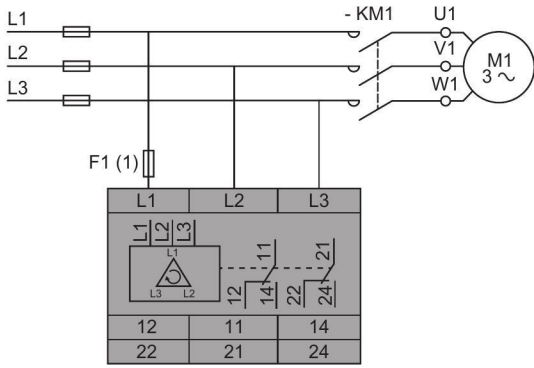 L1
- KM1
U1
L2
V1
L3
W1
M1
3 ~
F1 (1)
L1 L2 L3
L1 L2 L3
L1
L3 L2
11
21
12
14
22
24
12 11 14
22 21 24